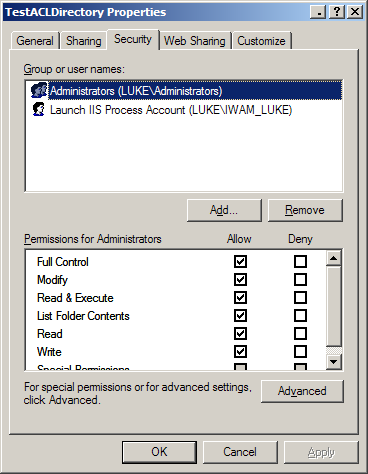 TestACLDirectory Properties
General Sharing Security Web Sharing Customize
Group or user names:
Administrators (LUKE\Administrators)
Launch IIS Process Account (LUKE\IWAM_LUKE)
Add... Remove
Permissions for Administrators Allow Deny
Full Control
Modify
Read & Execute
List Folder Contents
Read
Write
Special Permissions
For special permissions or for advanced settings,
click Advanced.
Advanced
OK Cancel Apply